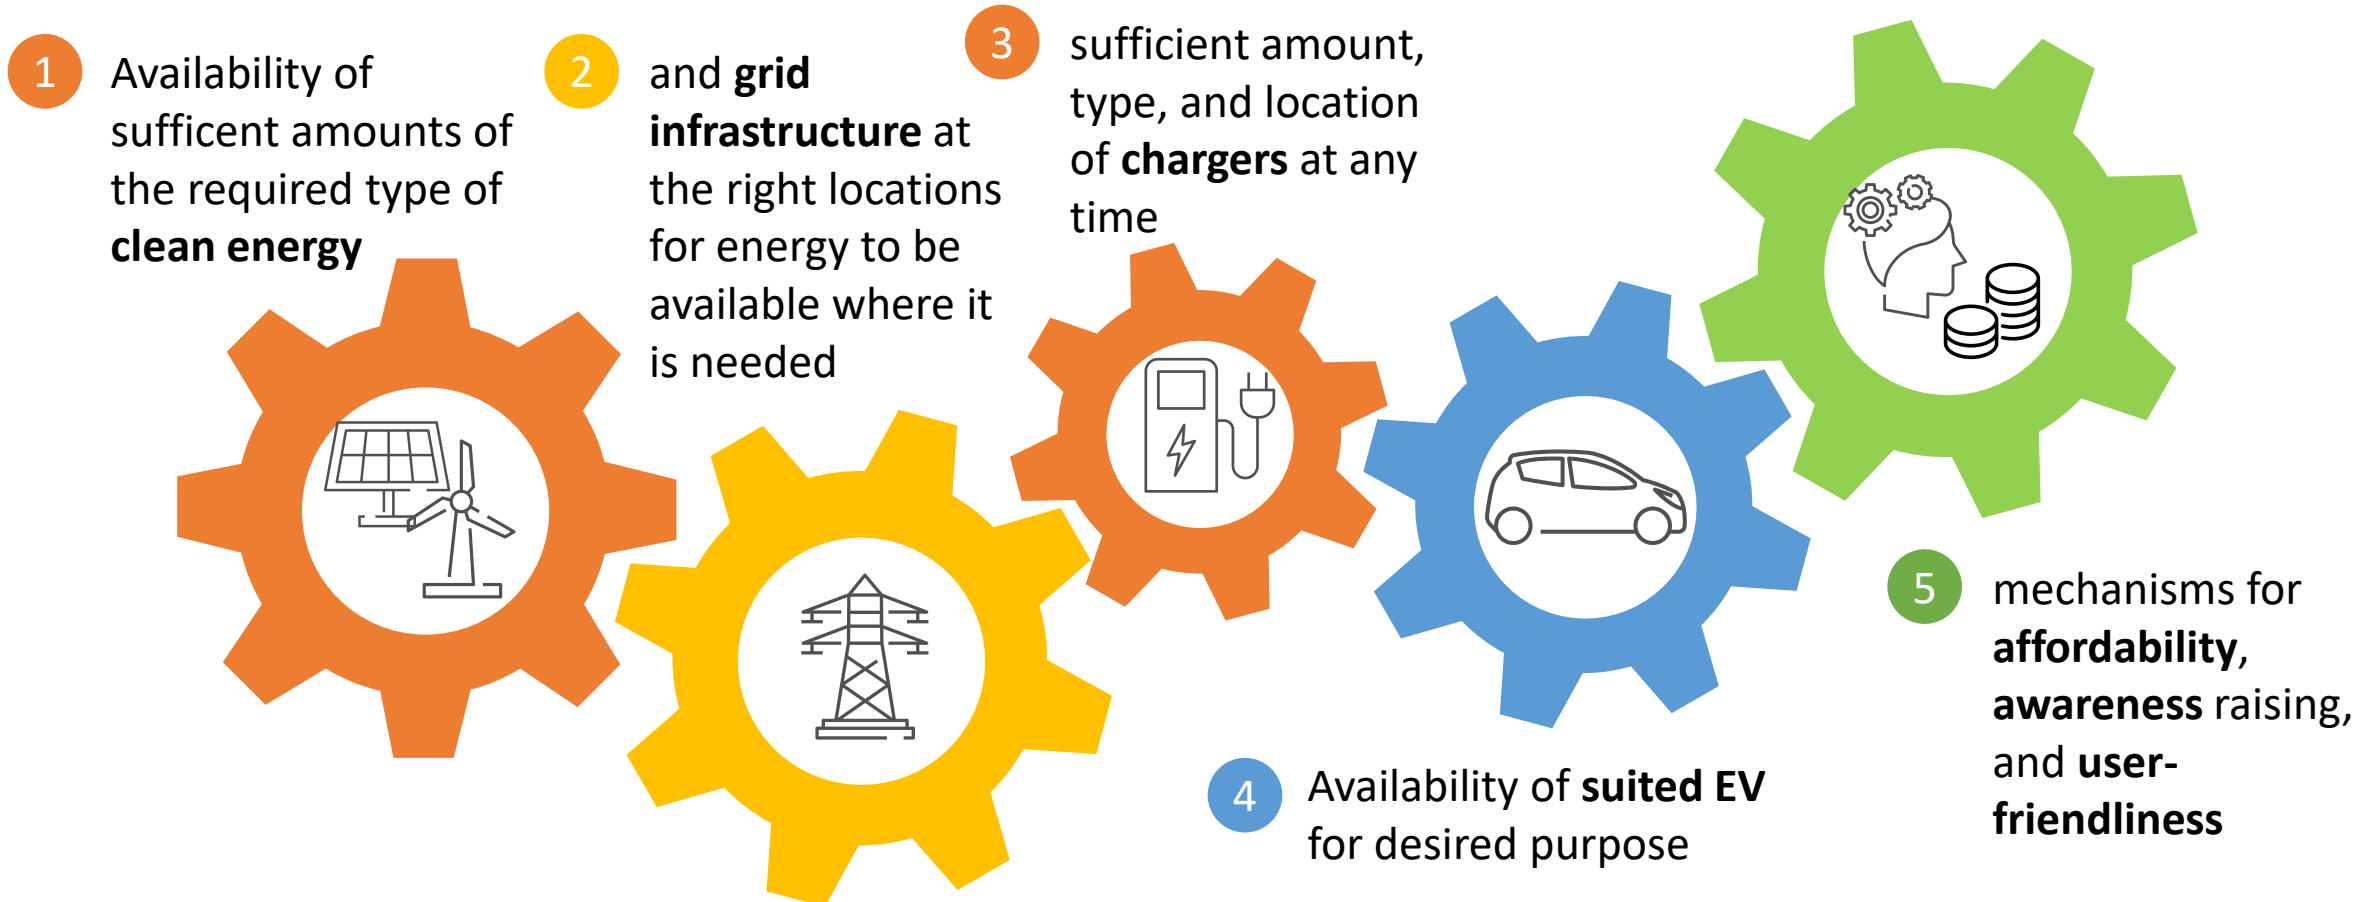 1
Availability of
sufficent amounts of
the required type of
clean energy
2
and grid
infrastructure at
the right locations
for energy to be
available where it
is needed
3
sufficient amount,
type, and location
of chargers at any
time
4
Availability of suited EV
for desired purpose
5
mechanisms for
affordability,
awareness raising,
and user-
friendliness